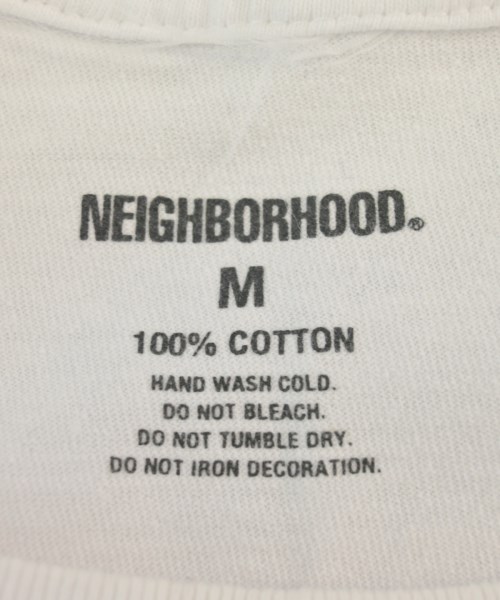 NEIGHBORHOOD®
M
100% COTTON
HAND WASH COLD.
DO NOT BLEACH.
DO NOT TUMBLE DRY.
DO NOT IRON DECORATION.